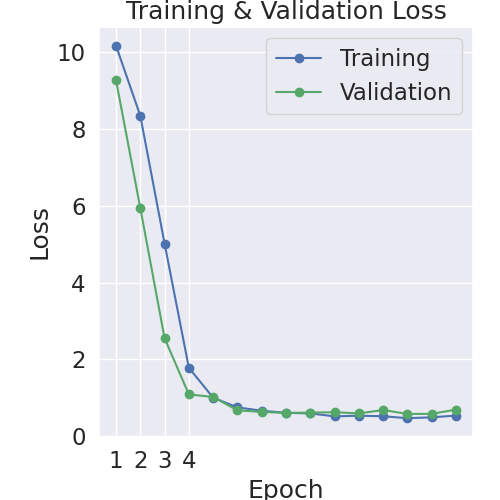 Training & Validation Loss
Training
Validation
10
8
6
4
2
0
Loss
1 2 3 4
Epoch